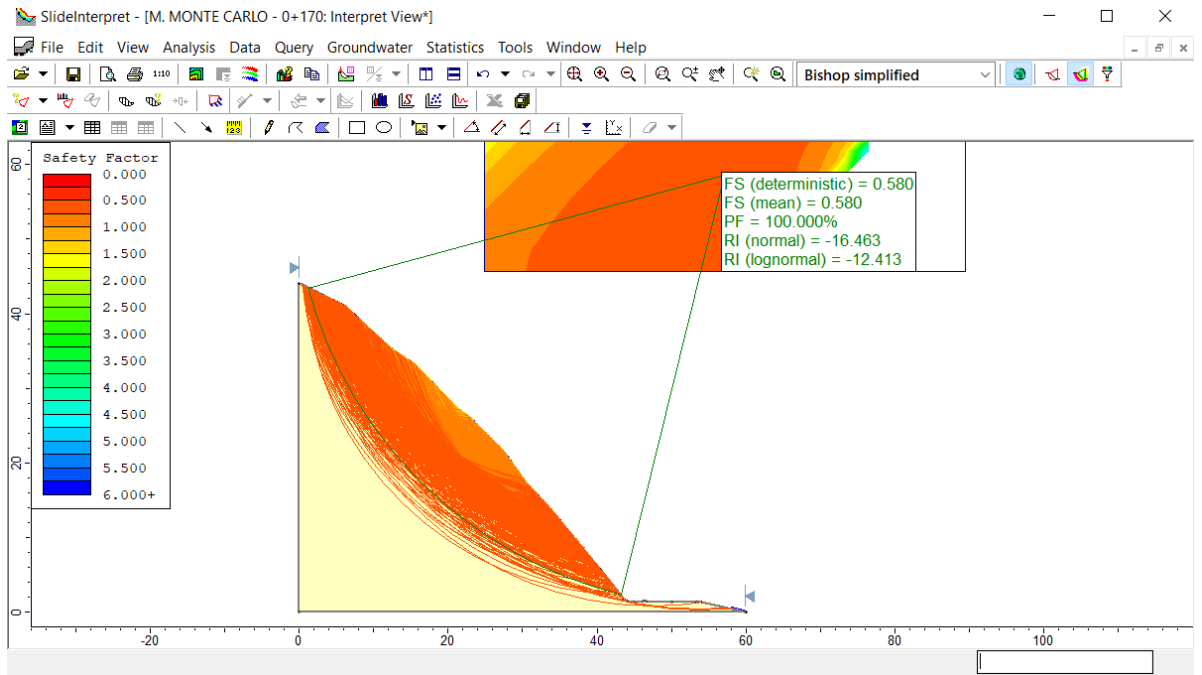 SlideInterpret - [M. MONTE CARLO - 0+170: Interpret View*]
File Edit View Analysis Data Query Groundwater Statistics Tools Window Help
1:10
Bishop simplified
Safety Factor
0.000
0.500
1.000
1.500
2.000
2.500
3.000
3.500
4.000
4.500
5.000
5.500
6.000+
FS (deterministic) = 0.580
FS (mean) = 0.580
PF = 100.000%
RI (normal) = -16.463
RI (lognormal) = -12.413
60
40
20
0
-20 0 20 40 60 80 100